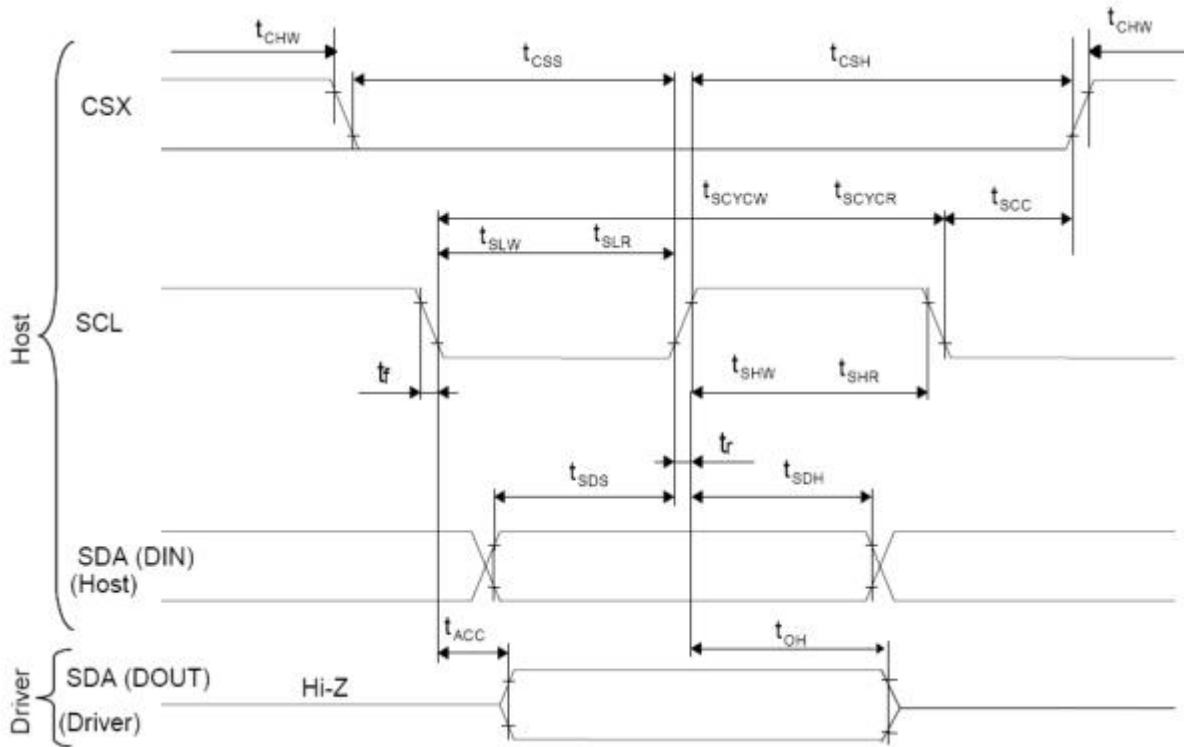 tCHW
tCHW
tCSS
tCSH
CSX
tSCYCW tSCYCR
tSCC
tSLW tSLR
Host
SCL
tf
tSHW tSHR
tr
tSDS
tSDH
SDA (DIN)
(Host)
tACC
tOH
Driver
SDA (DOUT)
Hi-Z
(Driver)